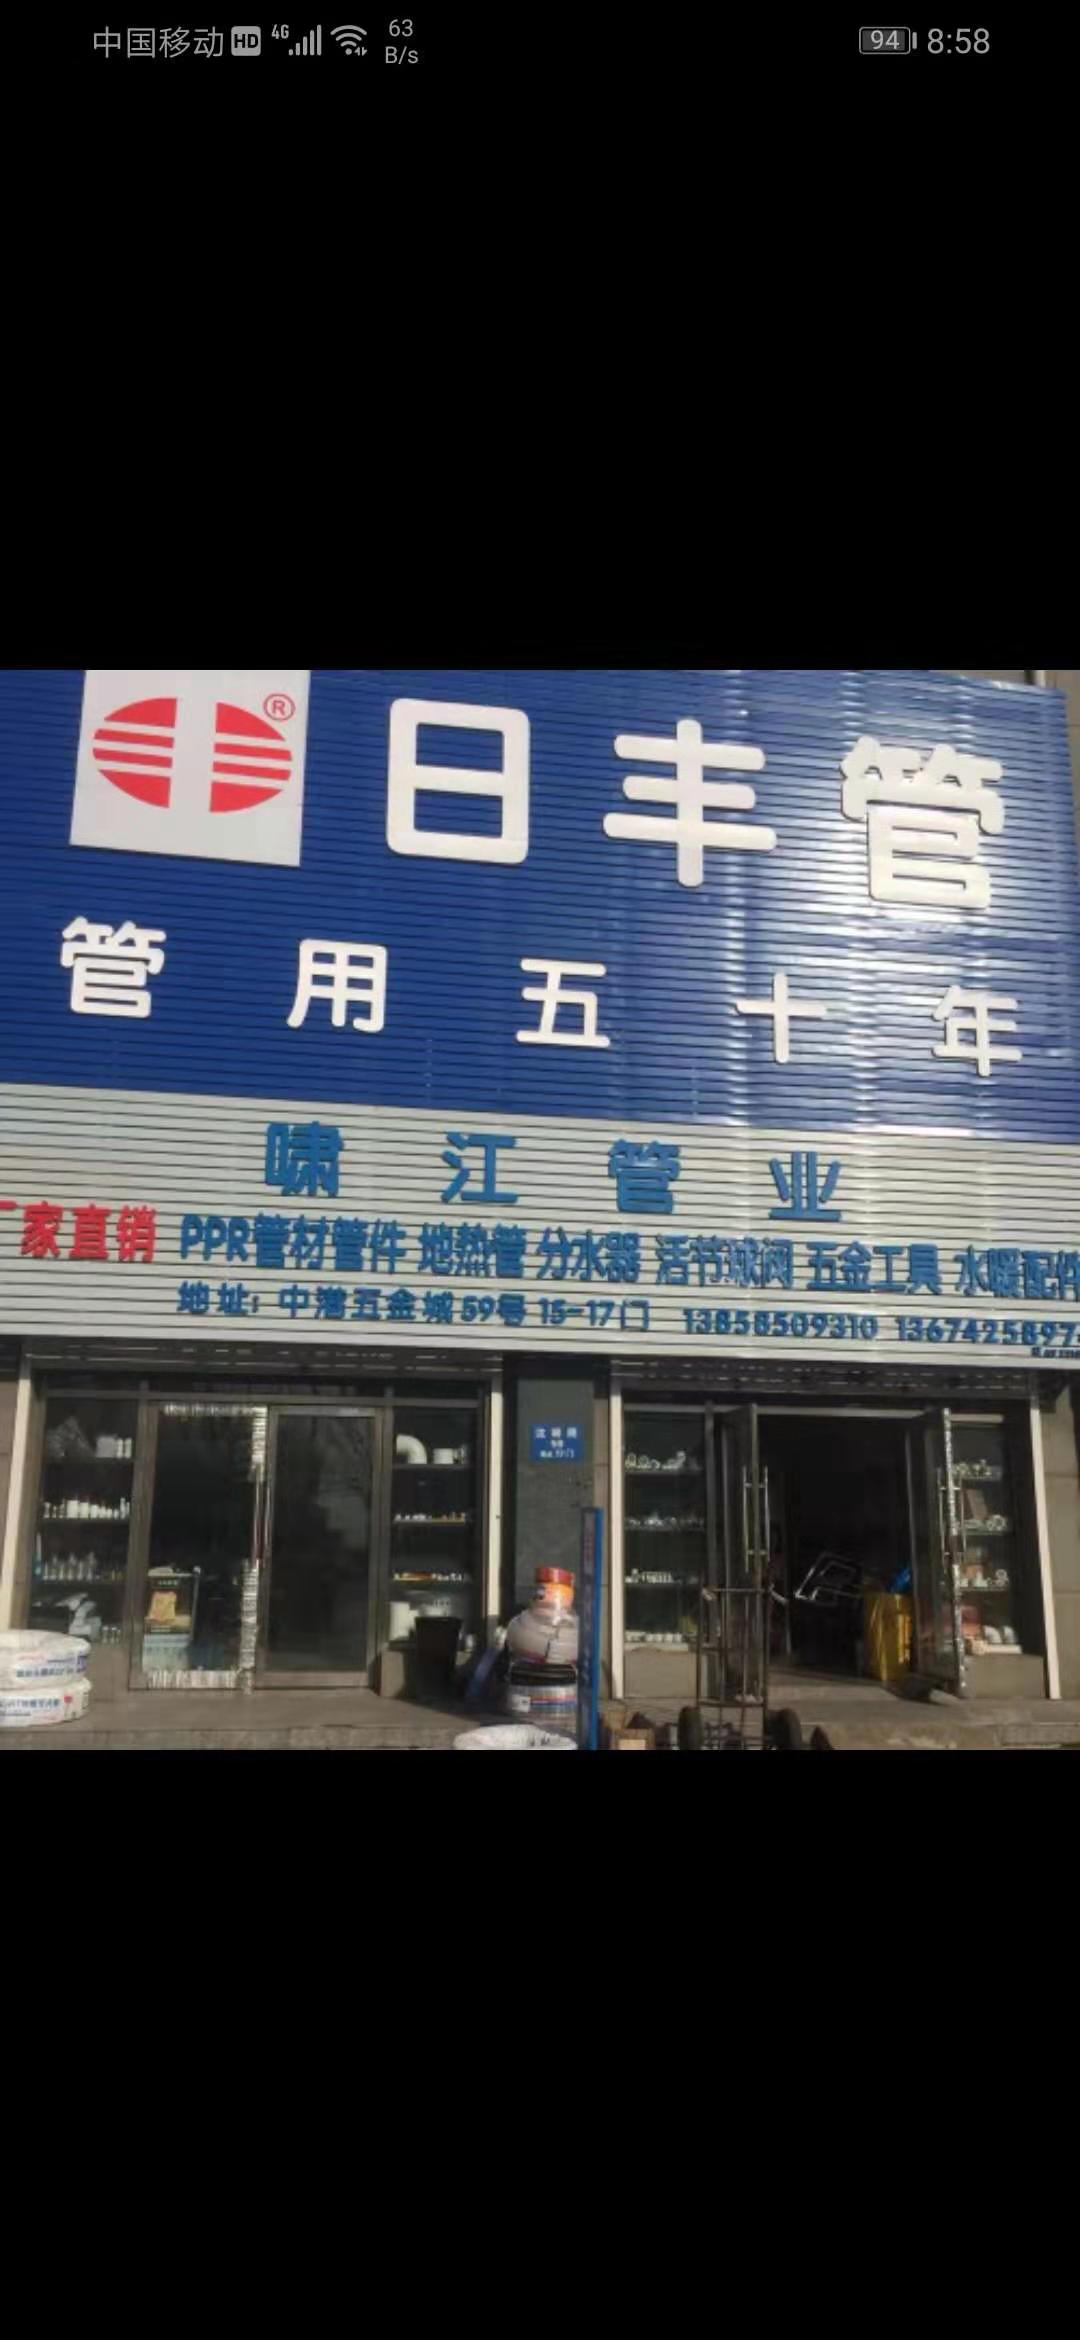 中国移动 HD 4G 63 B/s 94 8:58
®
日丰管
管用五十年
啸江管业
厂家直销 PPR管材管件 地热管 分水器 活节球阀 五金工具 水暖配件
地址：中港五金城59号 15-17门 13858509310 1367425897